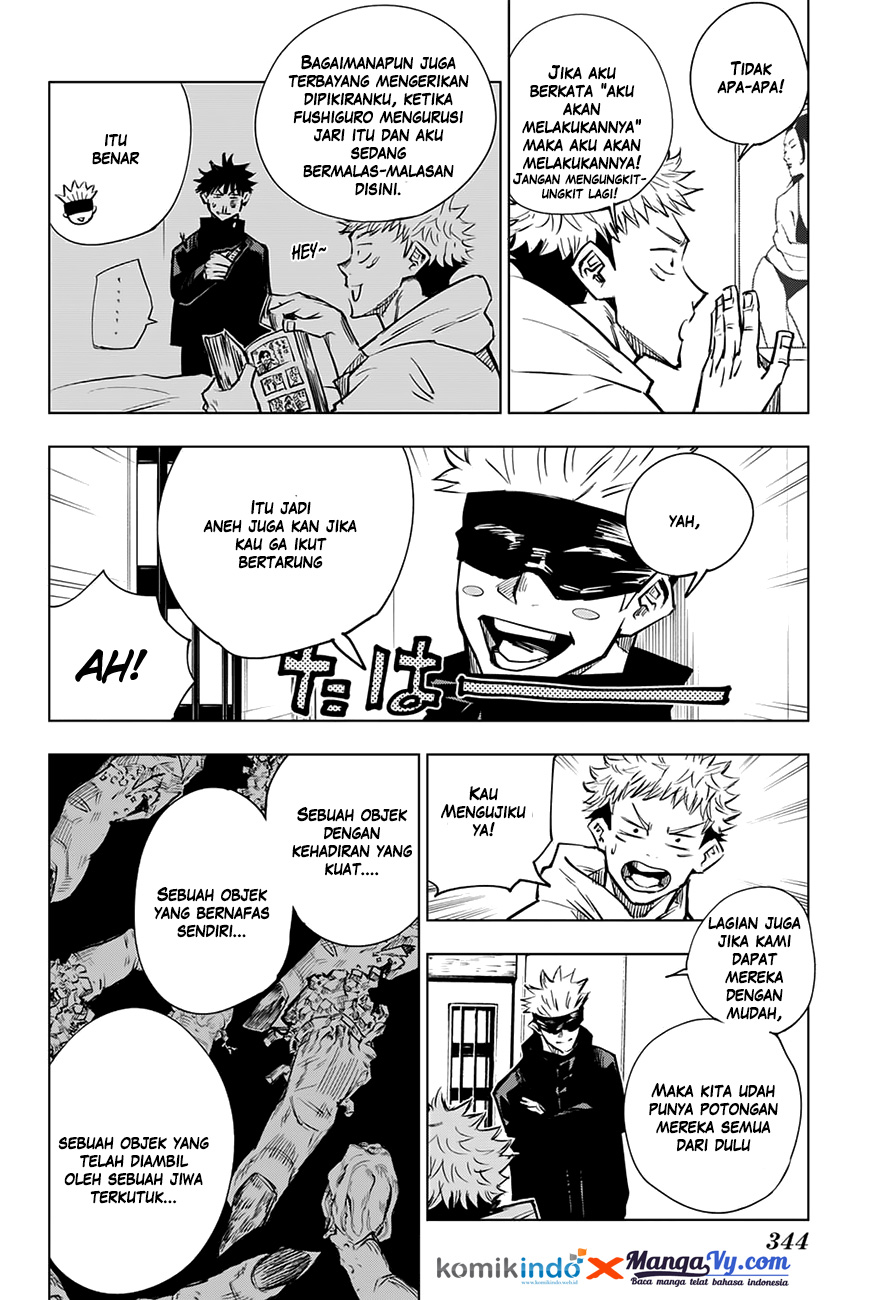 TIDAK
APA-APA!
JIKA AKU
BERKATA "AKU
AKAN
MELAKUKANNYA"
MAKA AKU AKAN
MELAKUKANNYA!
JANGAN MENGUNGKIT-
UNGKIT LAGI!
BAGAIMANAPUN JUGA
TERBAYANG MENGERIKAN
DIPIKIRANKU, KETIKA
FUSHIGURO MENGURUSI
JARI ITU DAN AKU
SEDANG
BERMALAS-MALASAN
DISINI.
HEY~
ITU
BENAR
......
YAH,
ITU JADI
ANEH JUGA KAN JIKA
KAU GA IKUT
BERTARUNG
たはー
AH!
KAU
MENGUJIKU
YA!
LAGIAN JUGA
JIKA KAMI
DAPAT
MEREKA
DENGAN
MUDAH,
MAKA KITA UDAH
PUNYA POTONGAN
MEREKA SEMUA
DARI DULU
SEBUAH OBJEK
DENGAN
KEHADIRAN YANG
KUAT....
SEBUAH OBJEK
YANG BERNAFAS
SENDIRI...
SEBUAH OBJEK YANG
TELAH DIAMBIL
OLEH SEBUAH JIWA
TERKUTUK...
344
komikindo X MangaVy.com
www.komikindo.web.id
Baca manga telat bahasa indonesia